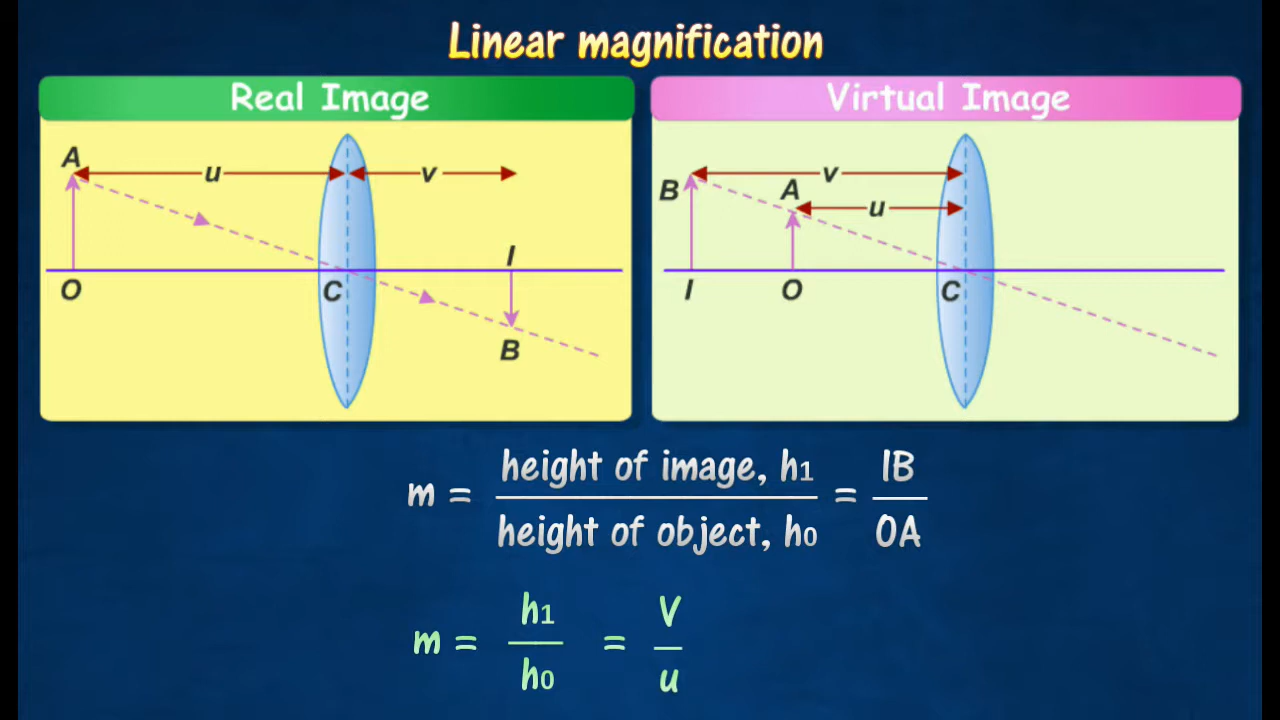 Linear magnification
Real Image
A
u
v
I
O
C
B
Virtual Image
v
B
A
u
I
O
C
m = height of image, h1 / height of object, h0 = IB / OA
m = h1 / h0 = V / u